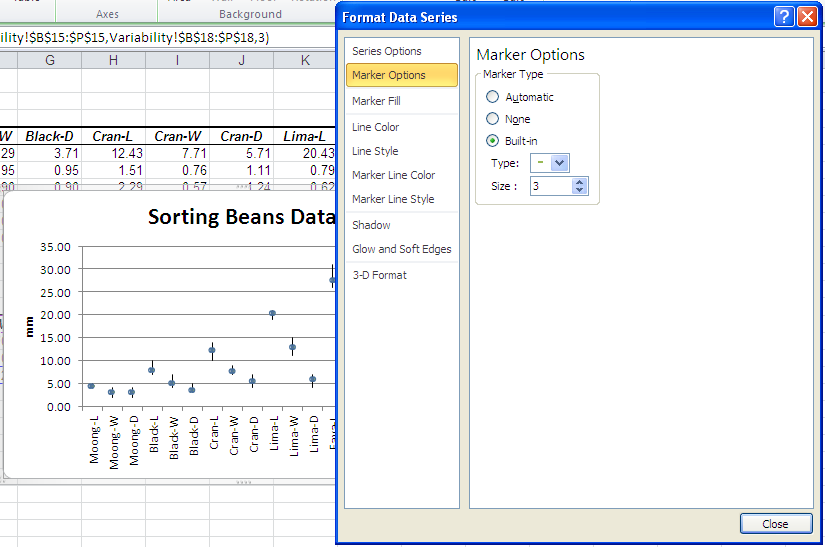 Axes
Background
ility!$B$15:$P$15,Variability!$B$18:$P$18,3)
G H I J K
W Black-D Cran-L Cran-W Cran-D Lima-L
29 3.71 12.43 7.71 5.71 20.43
95 0.95 1.51 0.76 1.11 0.79
90 0.90 2.29 0.57 1.24 0.62
Sorting Beans Data
35.00
30.00
25.00
20.00
15.00
10.00
5.00
0.00
mm
Moong-L
Moong-W
Moong-D
Black-L
Black-W
Black-D
Cran-L
Cran-W
Cran-D
Lima-L
Lima-W
Lima-D
Format Data Series
Series Options
Marker Options
Marker Fill
Line Color
Line Style
Marker Line Color
Marker Line Style
Shadow
Glow and Soft Edges
3-D Format
Marker Options
Marker Type
Automatic
None
Built-in
Type:
Size : 3
Close